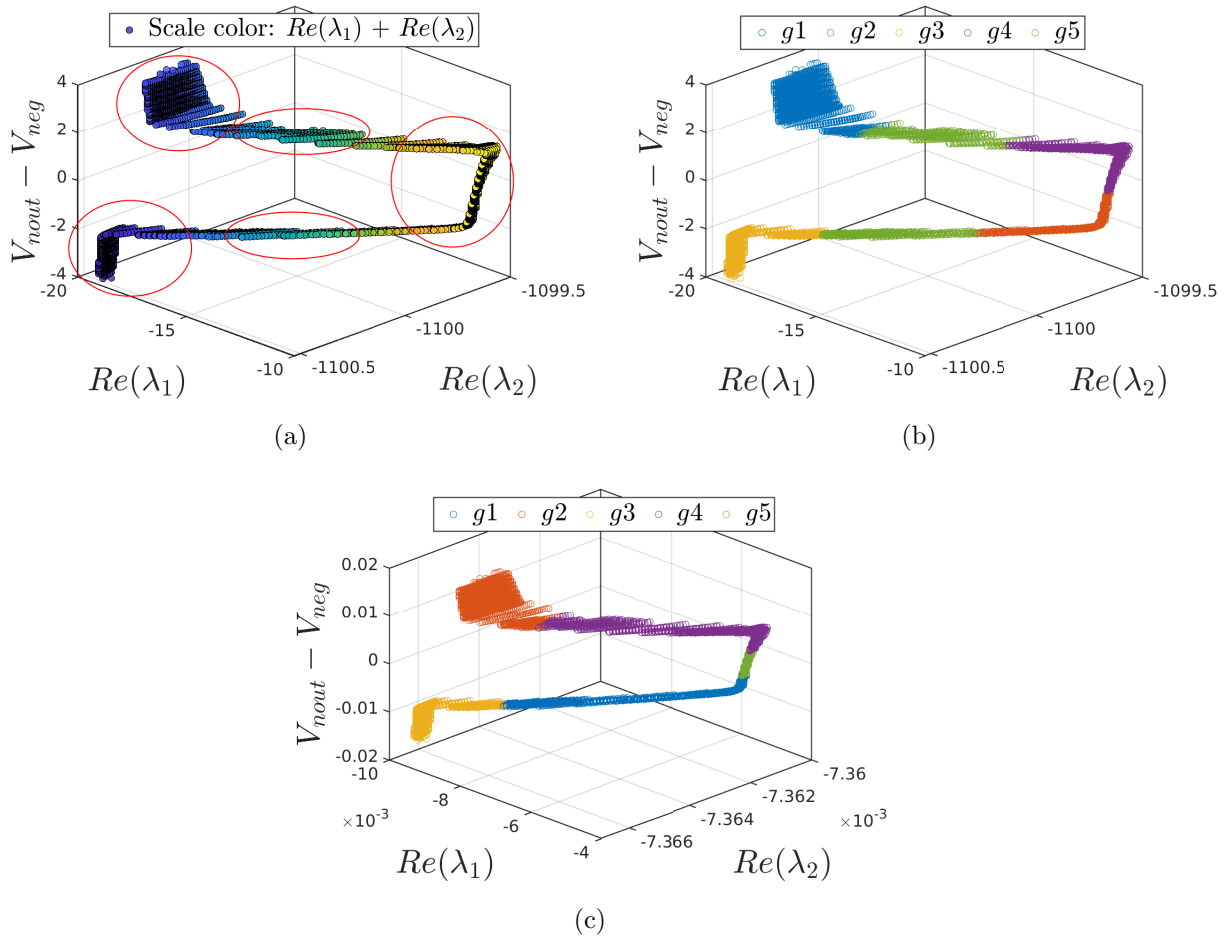 Scale color: Re(λ1) + Re(λ2)
4
2
0
-2
-4
Vnout − Vneg
-20
-15
-10
Re(λ1)
-1100.5
-1100
-1099.5
Re(λ2)
(a)
g1 g2 g3 g4 g5
4
2
0
-2
-4
Vnout − Vneg
-20
-15
-10
Re(λ1)
-1100.5
-1100
-1099.5
Re(λ2)
(b)
g1 g2 g3 g4 g5
0.02
0.01
0
-0.01
-0.02
Vnout − Vneg
-10
-8
-6
-4
×10-3
Re(λ1)
-7.366
-7.364
-7.362
-7.36
×10-3
Re(λ2)
(c)